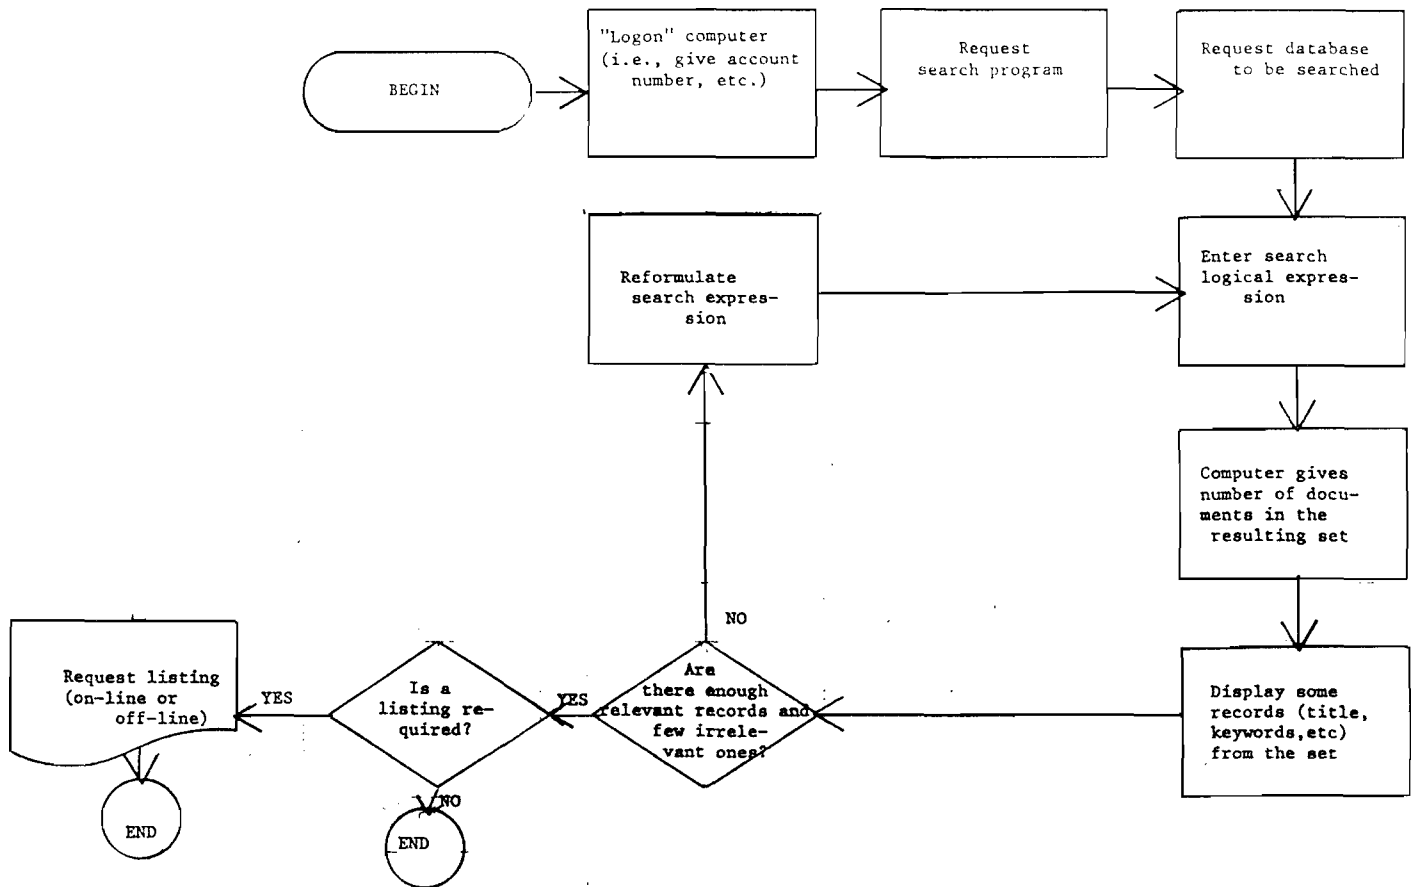 BEGIN
"Logon" computer
(i.e., give account
number, etc.)
Request
search program
Request database
to be searched
Reformulate
search expres-
sion
Enter search
logical expres-
sion
Computer gives
number of docu-
ments in the
resulting set
Display some
records (title,
keywords,etc)
from the set
NO
Are
there enough
relevant records and
few irrele-
vant ones?
YES
Is a
listing re-
quired?
YES
Request listing
(on-line or
off-line)
END
NO
END